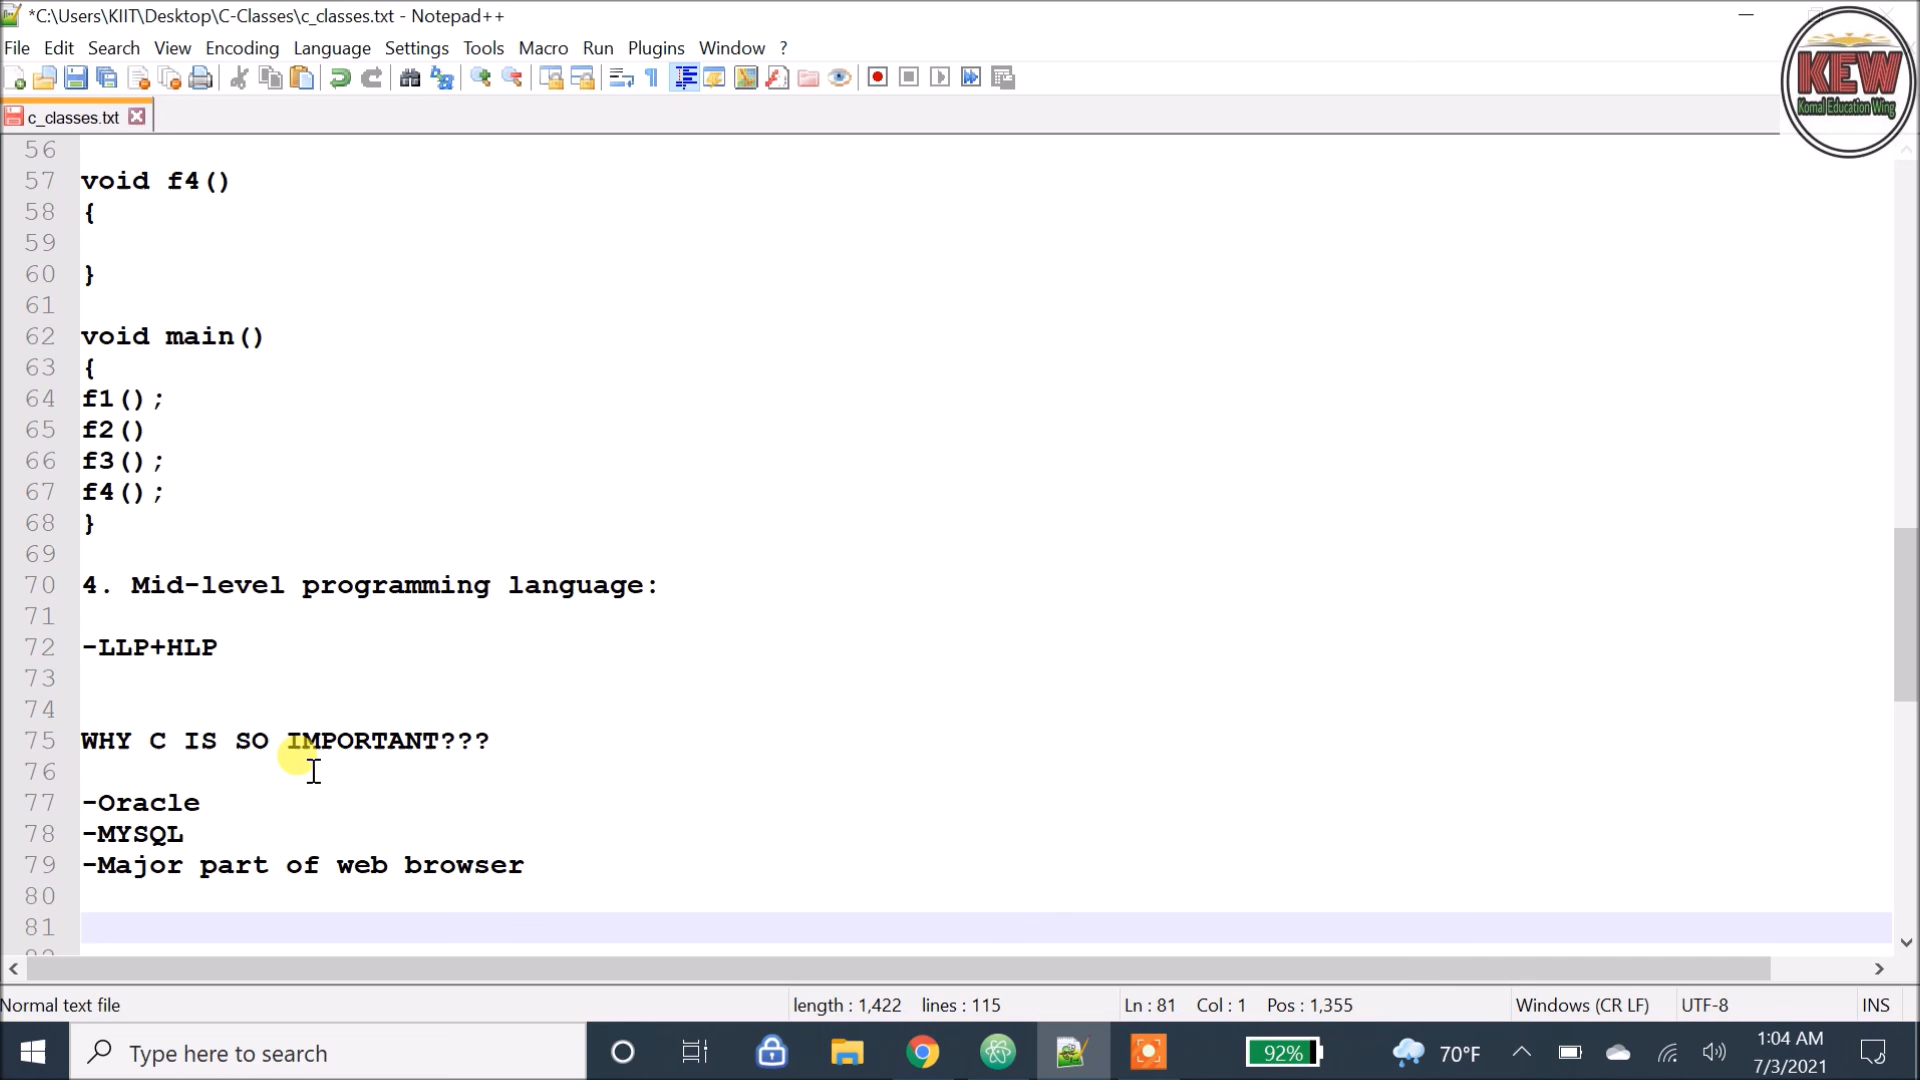 *C:\Users\KIIT\Desktop\C-Classes\c_classes.txt - Notepad++
File Edit Search View Encoding Language Settings Tools Macro Run Plugins Window ?
KEW
Komal Education Wing
c_classes.txt
56
57 void f4()
58 {
59
60 }
61
62 void main()
63 {
64 f1();
65 f2()
66 f3();
67 f4();
68 }
69
70 4. Mid-level programming language:
71
72 -LLP+HLP
73
74
75 WHY C IS SO IMPORTANT???
76
77 -Oracle
78 -MYSQL
79 -Major part of web browser
80
81
Normal text file length : 1,422 lines : 115 Ln : 81 Col : 1 Pos : 1,355 Windows (CR LF) UTF-8 INS
Type here to search 92% 70°F 1:04 AM
7/3/2021